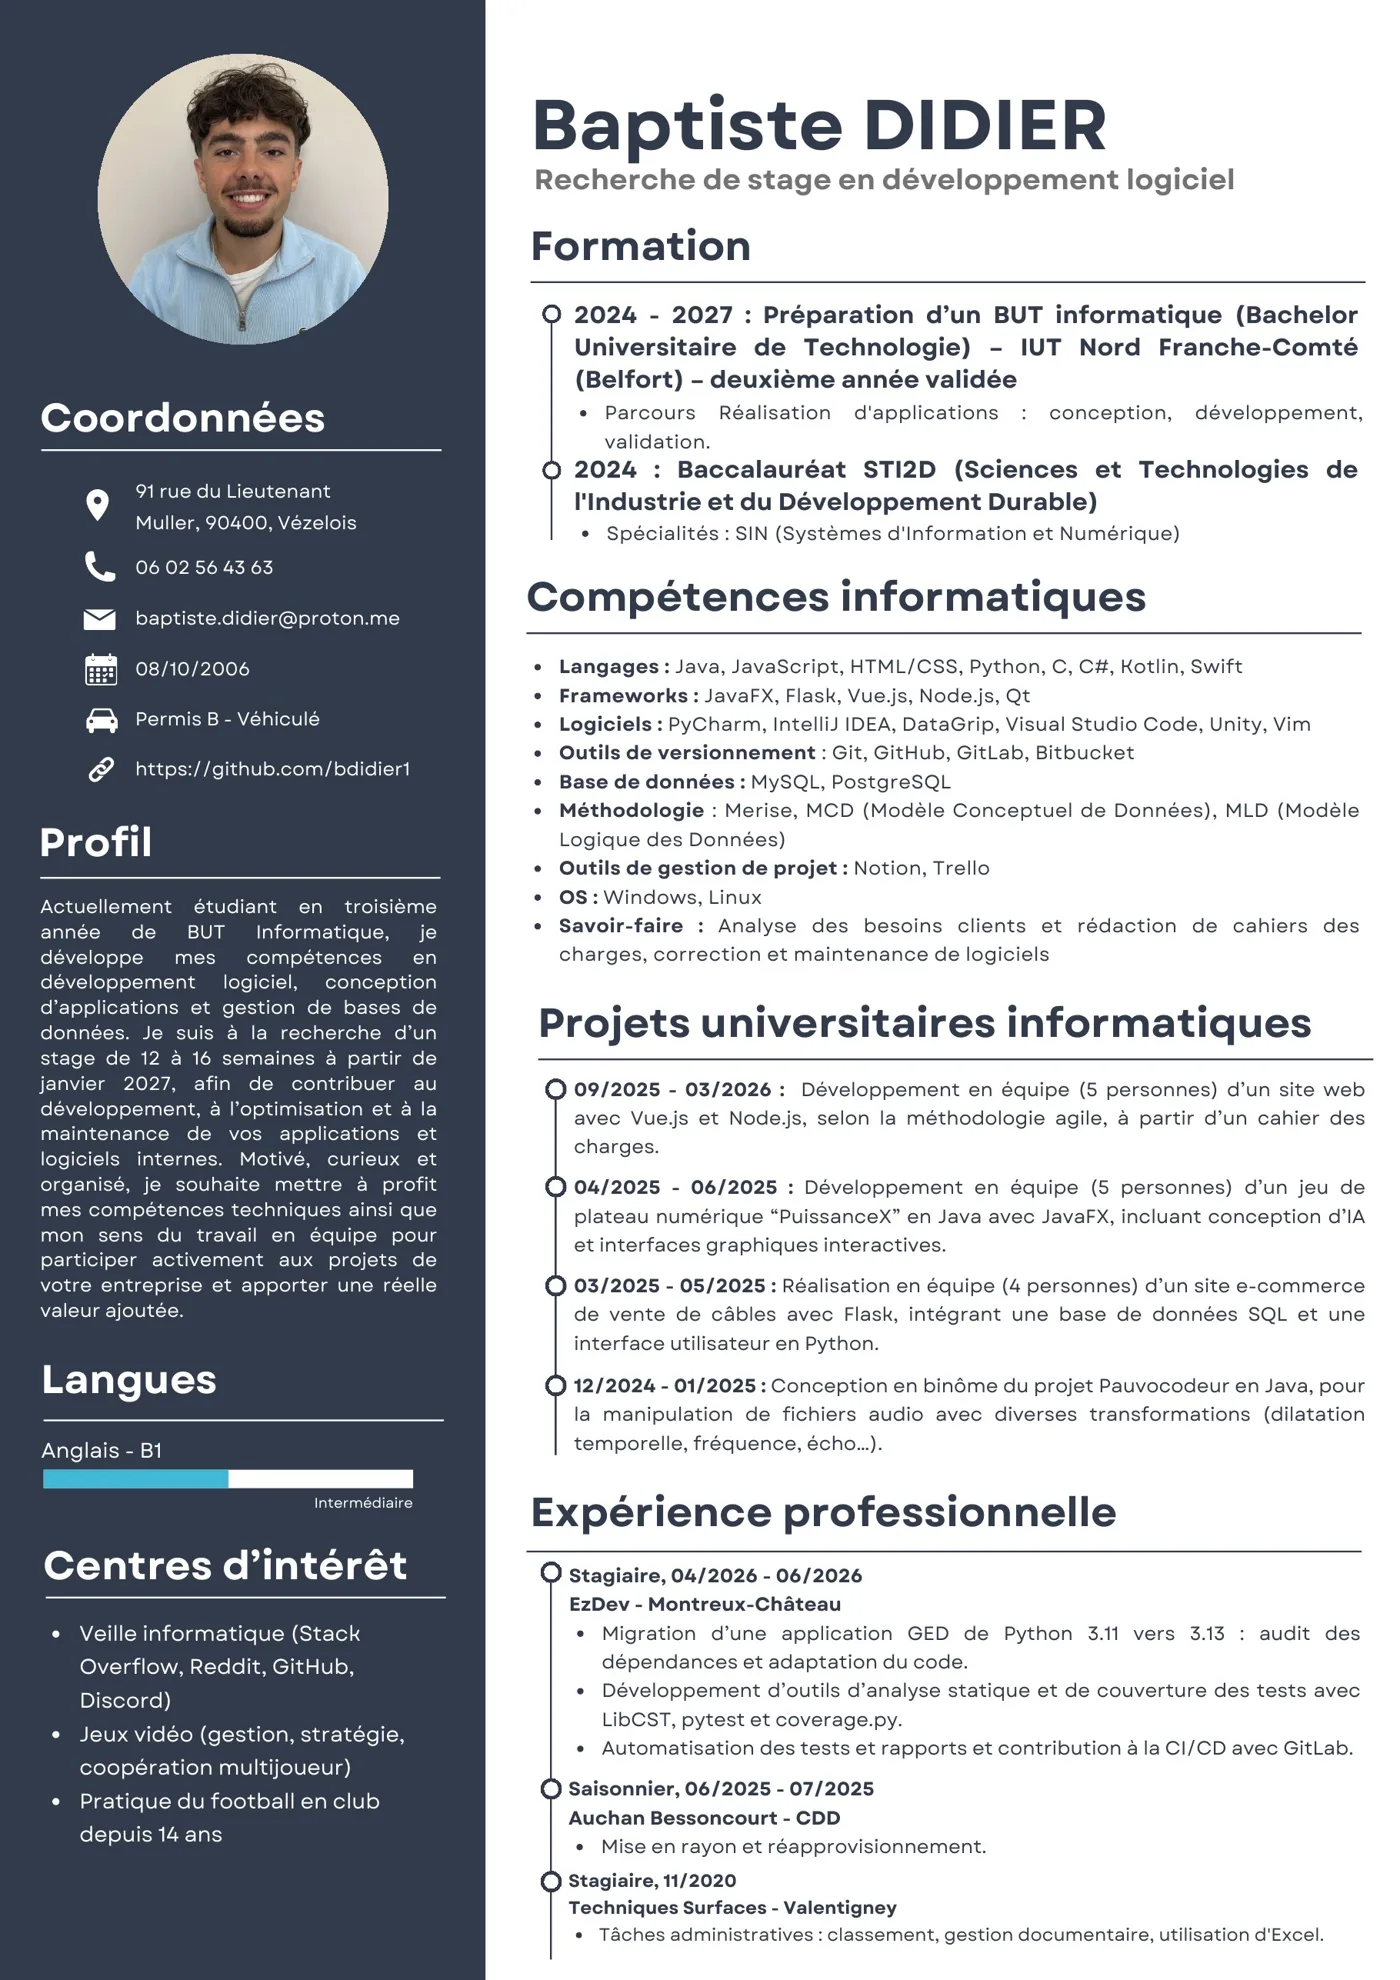 Baptiste DIDIER
Recherche de stage en développement logiciel
Coordonnées
91 rue du Lieutenant
Muller, 90400, Vézelois
06 02 56 43 63
baptiste.didier@proton.me
08/10/2006
Permis B - Véhiculé
https://github.com/bdidier1
Profil
Actuellement étudiant en troisième
année de BUT Informatique, je
développe mes compétences en
développement logiciel, conception
d’applications et gestion de bases de
données. Je suis à la recherche d’un
stage de 12 à 16 semaines à partir de
janvier 2027, afin de contribuer au
développement, à l’optimisation et à la
maintenance de vos applications et
logiciels internes. Motivé, curieux et
organisé, je souhaite mettre à profit
mes compétences techniques ainsi que
mon sens du travail en équipe pour
participer activement aux projets de
votre entreprise et apporter une réelle
valeur ajoutée.
Langues
Anglais - B1
Intermédiaire
Centres d’intérêt
• Veille informatique (Stack
Overflow, Reddit, GitHub,
Discord)
• Jeux vidéo (gestion, stratégie,
coopération multijoueur)
• Pratique du football en club
depuis 14 ans
Formation
2024 - 2027 : Préparation d’un BUT informatique (Bachelor
Universitaire de Technologie) – IUT Nord Franche-Comté
(Belfort) – deuxième année validée
• Parcours Réalisation d'applications : conception, développement,
validation.
2024 : Baccalauréat STI2D (Sciences et Technologies de
l'Industrie et du Développement Durable)
• Spécialités : SIN (Systèmes d'Information et Numérique)
Compétences informatiques
• Langages : Java, JavaScript, HTML/CSS, Python, C, C#, Kotlin, Swift
• Frameworks : JavaFX, Flask, Vue.js, Node.js, Qt
• Logiciels : PyCharm, IntelliJ IDEA, DataGrip, Visual Studio Code, Unity, Vim
• Outils de versionnement : Git, GitHub, GitLab, Bitbucket
• Base de données : MySQL, PostgreSQL
• Méthodologie : Merise, MCD (Modèle Conceptuel de Données), MLD (Modèle
Logique des Données)
• Outils de gestion de projet : Notion, Trello
• OS : Windows, Linux
• Savoir-faire : Analyse des besoins clients et rédaction de cahiers des
charges, correction et maintenance de logiciels
Projets universitaires informatiques
09/2025 - 03/2026 : Développement en équipe (5 personnes) d’un site web
avec Vue.js et Node.js, selon la méthodologie agile, à partir d’un cahier des
charges.
04/2025 - 06/2025 : Développement en équipe (5 personnes) d’un jeu de
plateau numérique “PuissanceX” en Java avec JavaFX, incluant conception d’IA
et interfaces graphiques interactives.
03/2025 - 05/2025 : Réalisation en équipe (4 personnes) d’un site e-commerce
de vente de câbles avec Flask, intégrant une base de données SQL et une
interface utilisateur en Python.
12/2024 - 01/2025 : Conception en binôme du projet Pauvocodeur en Java, pour
la manipulation de fichiers audio avec diverses transformations (dilatation
temporelle, fréquence, écho…).
Expérience professionnelle
Stagiaire, 04/2026 - 06/2026
EzDev - Montreux-Château
• Migration d’une application GED de Python 3.11 vers 3.13 : audit des
dépendances et adaptation du code.
• Développement d’outils d’analyse statique et de couverture des tests avec
LibCST, pytest et coverage.py.
• Automatisation des tests et rapports et contribution à la CI/CD avec GitLab.
Saisonnier, 06/2025 - 07/2025
Auchan Bessoncourt - CDD
• Mise en rayon et réapprovisionnement.
Stagiaire, 11/2020
Techniques Surfaces - Valentigney
• Tâches administratives : classement, gestion documentaire, utilisation d'Excel.